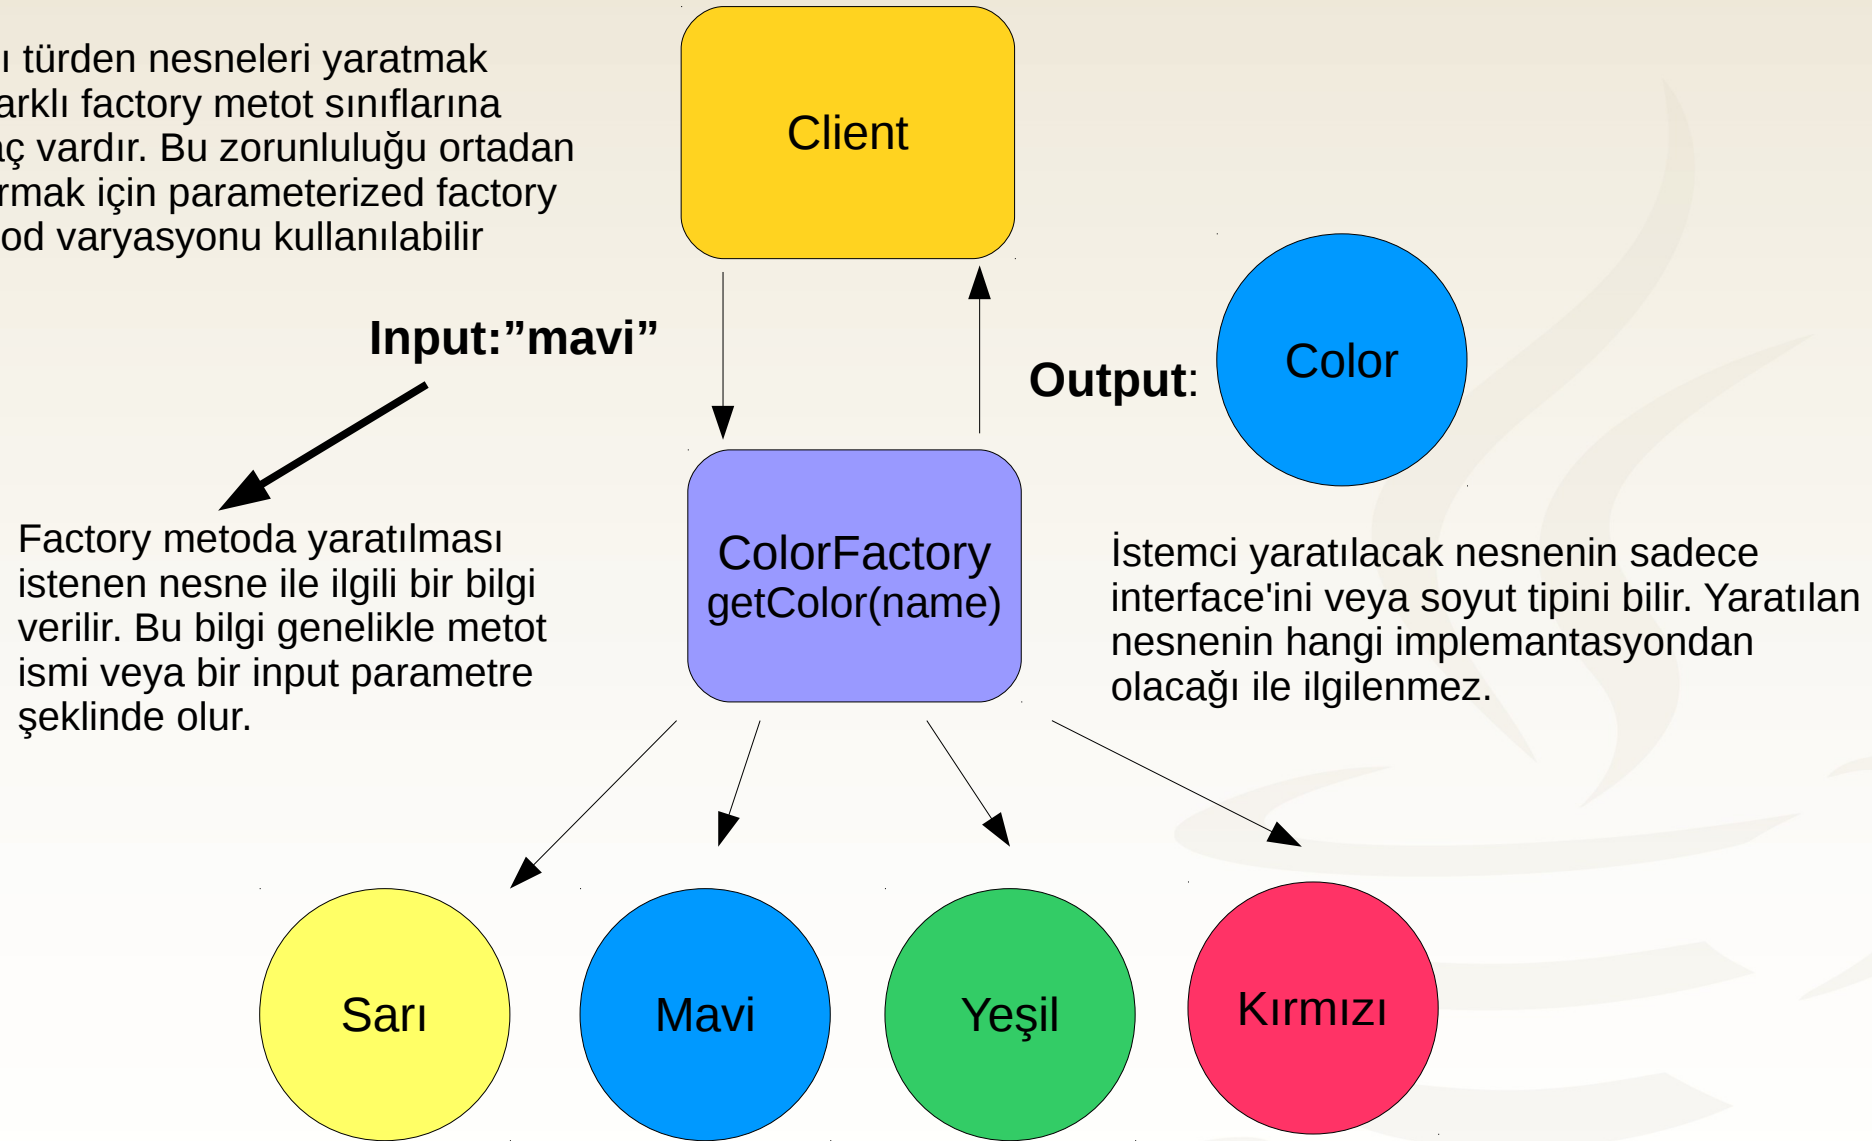 ı türden nesneleri yaratmak
arklı factory metot sınıflarına
aç vardır. Bu zorunluluğu ortadan
rmak için parameterized factory
od varyasyonu kullanılabilir
Client
Input:”mavi”
Output:
Color
Factory metoda yaratılması
istenen nesne ile ilgili bir bilgi
verilir. Bu bilgi genelikle metot
ismi veya bir input parametre
şeklinde olur.
ColorFactory
getColor(name)
İstemci yaratılacak nesnenin sadece
interface'ini veya soyut tipini bilir. Yaratılan
nesnenin hangi implemantasyondan
olacağı ile ilgilenmez.
Sarı
Mavi
Yeşil
Kırmızı